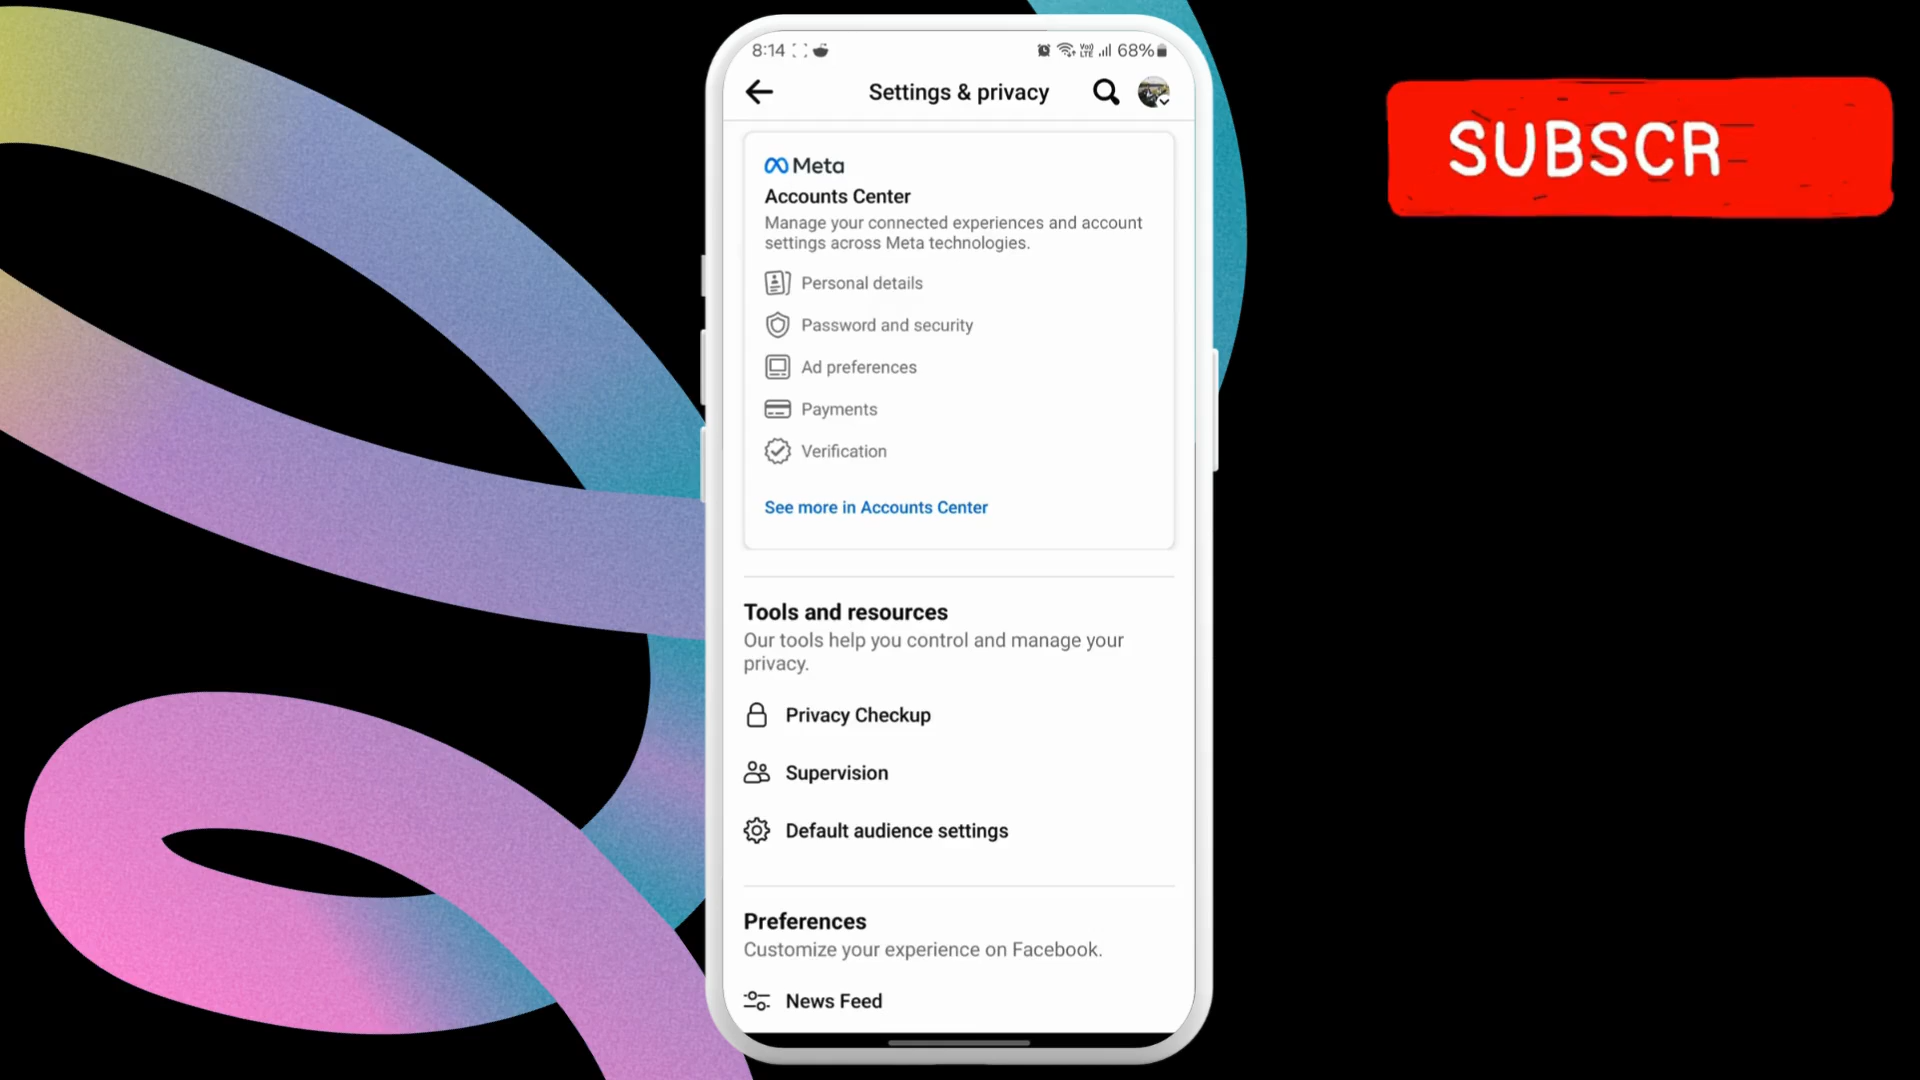 8:14
68%
Settings & privacy
SUBSCR
Meta
Accounts Center
Manage your connected experiences and account
settings across Meta technologies.
Personal details
Password and security
Ad preferences
Payments
Verification
See more in Accounts Center
Tools and resources
Our tools help you control and manage your
privacy.
Privacy Checkup
Supervision
Default audience settings
Preferences
Customize your experience on Facebook.
News Feed